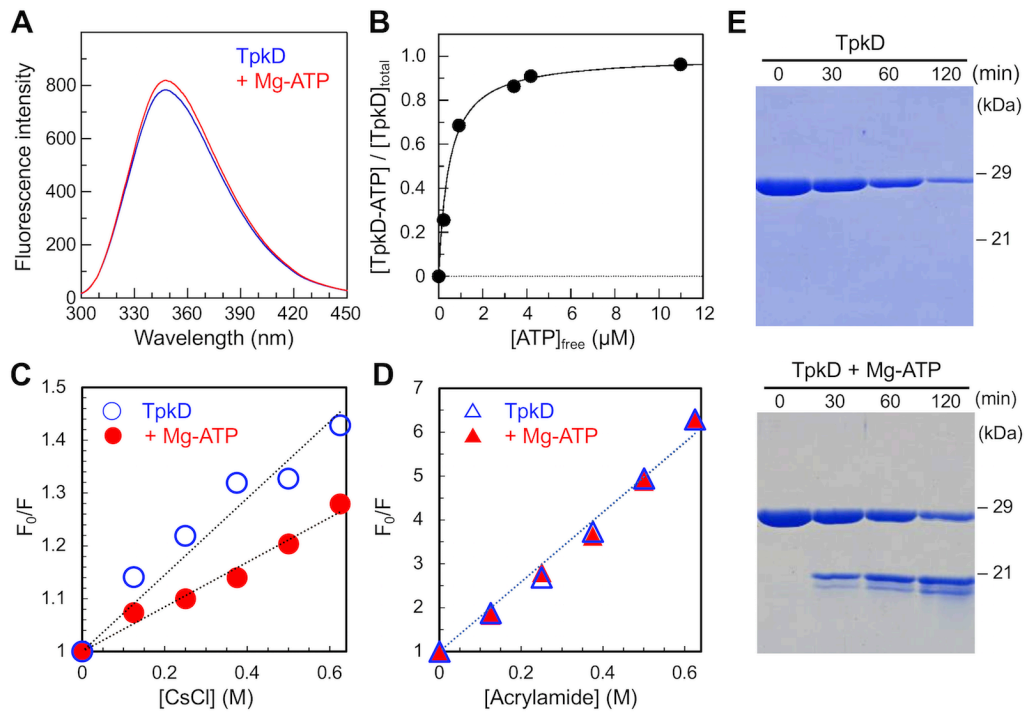 A
TpkD
+ Mg-ATP
Fluorescence intensity
800
600
400
200
0
300 330 360 390 420 450
Wavelength (nm)
B
[TpkD-ATP] / [TpkD]total
1.0
0.8
0.6
0.4
0.2
0
0 2 4 6 8 10 12
[ATP]free (µM)
C
TpkD
+ Mg-ATP
F0/F
1.5
1.4
1.3
1.2
1.1
1
0 0.2 0.4 0.6
[CsCl] (M)
D
TpkD
+ Mg-ATP
F0/F
7
6
5
4
3
2
1
0 0.2 0.4 0.6
[Acrylamide] (M)
E
TpkD
0 30 60 120 (min)
(kDa)
– 29
– 21
TpkD + Mg-ATP
0 30 60 120 (min)
(kDa)
– 29
– 21